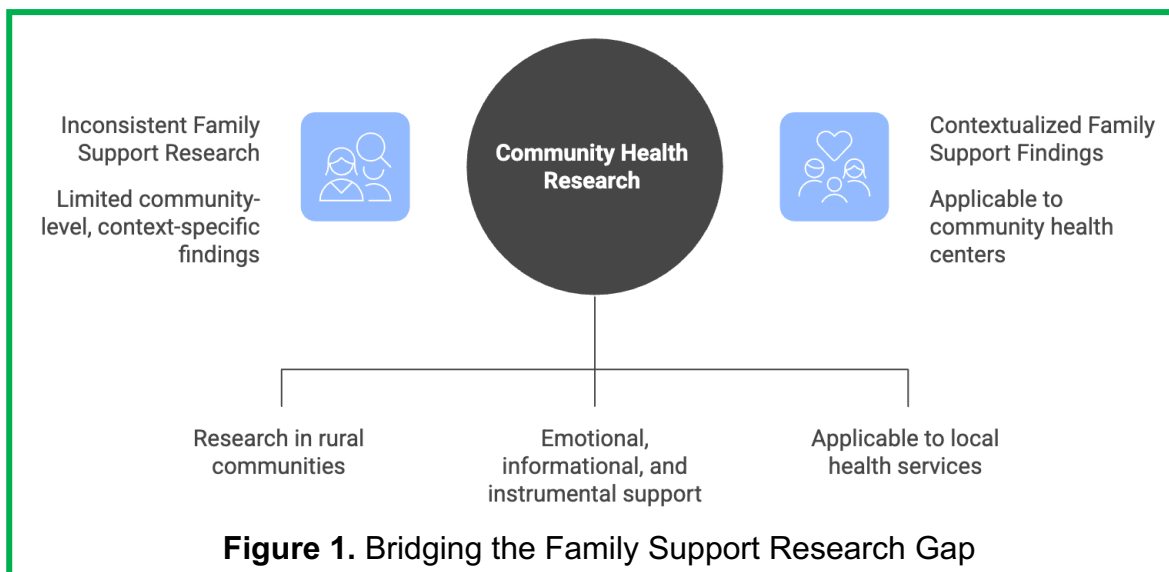 Inconsistent Family
Support Research
Limited community-
level, context-specific
findings
Community Health
Research
Contextualized Family
Support Findings
Applicable to
community health
centers
Research in rural
communities
Emotional,
informational, and
instrumental support
Applicable to local
health services
Figure 1. Bridging the Family Support Research Gap